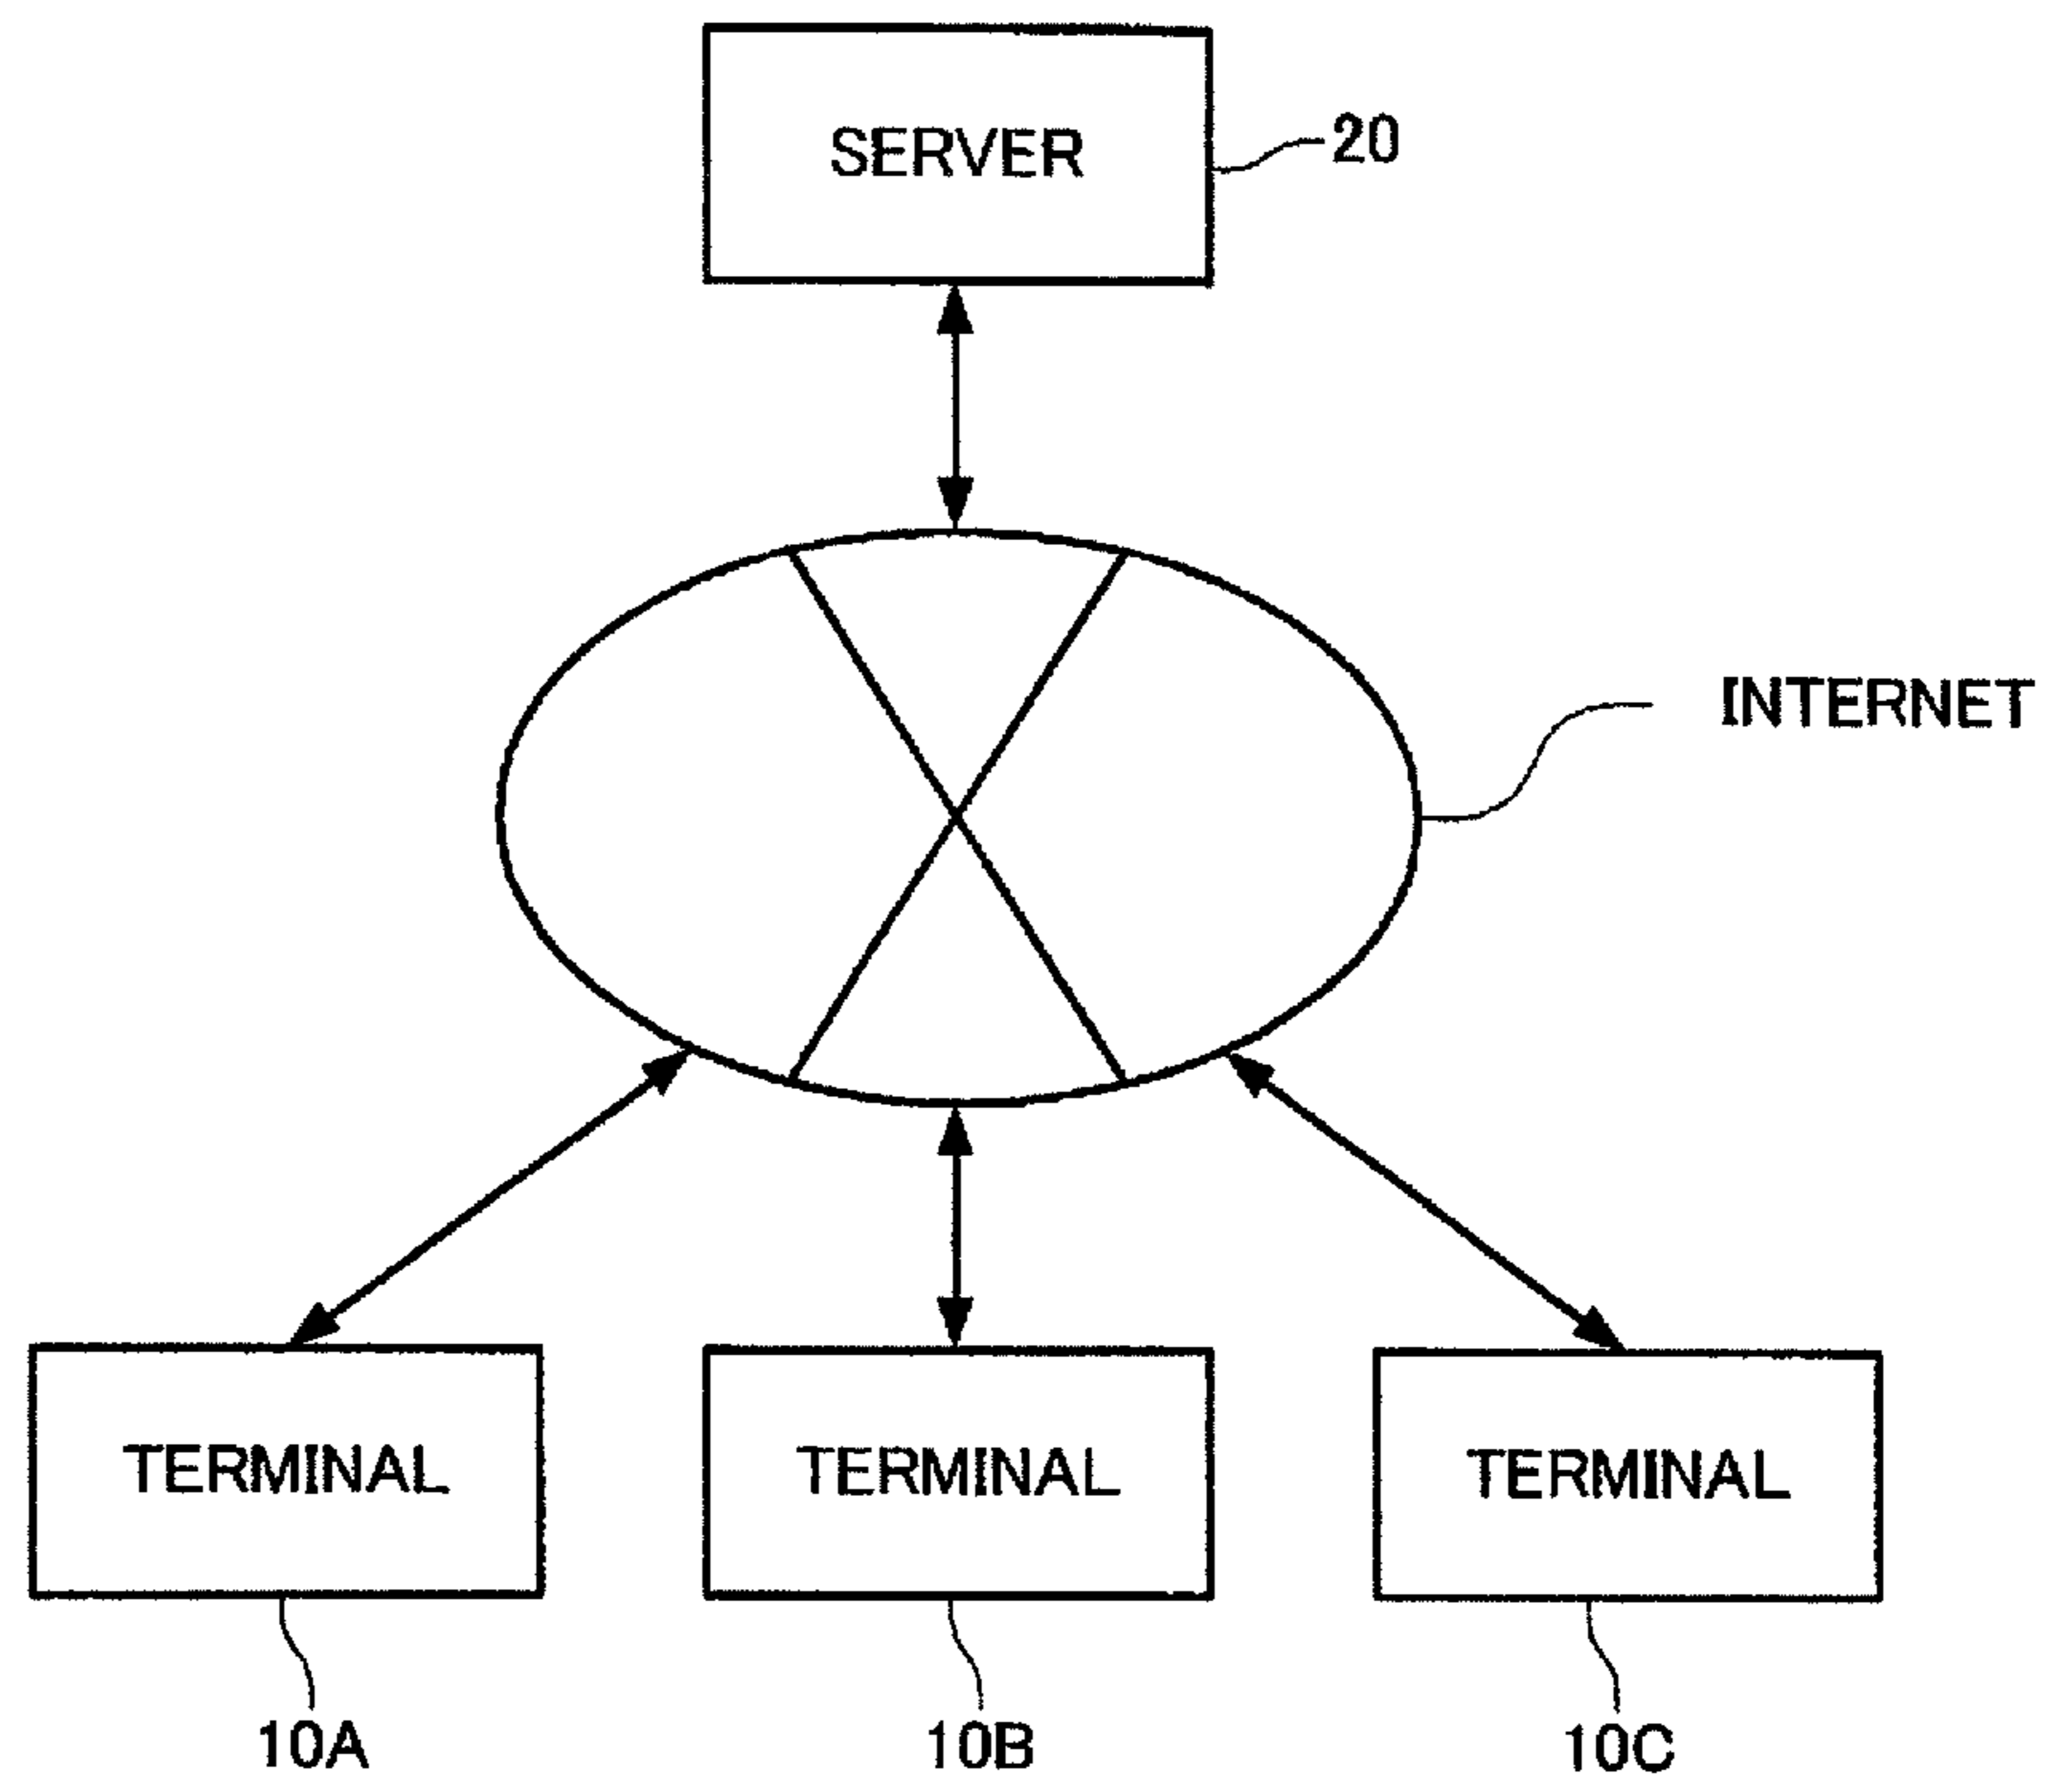 SERVER
20
INTERNET
TERMINAL
TERMINAL
TERMINAL
10A
10B
10C